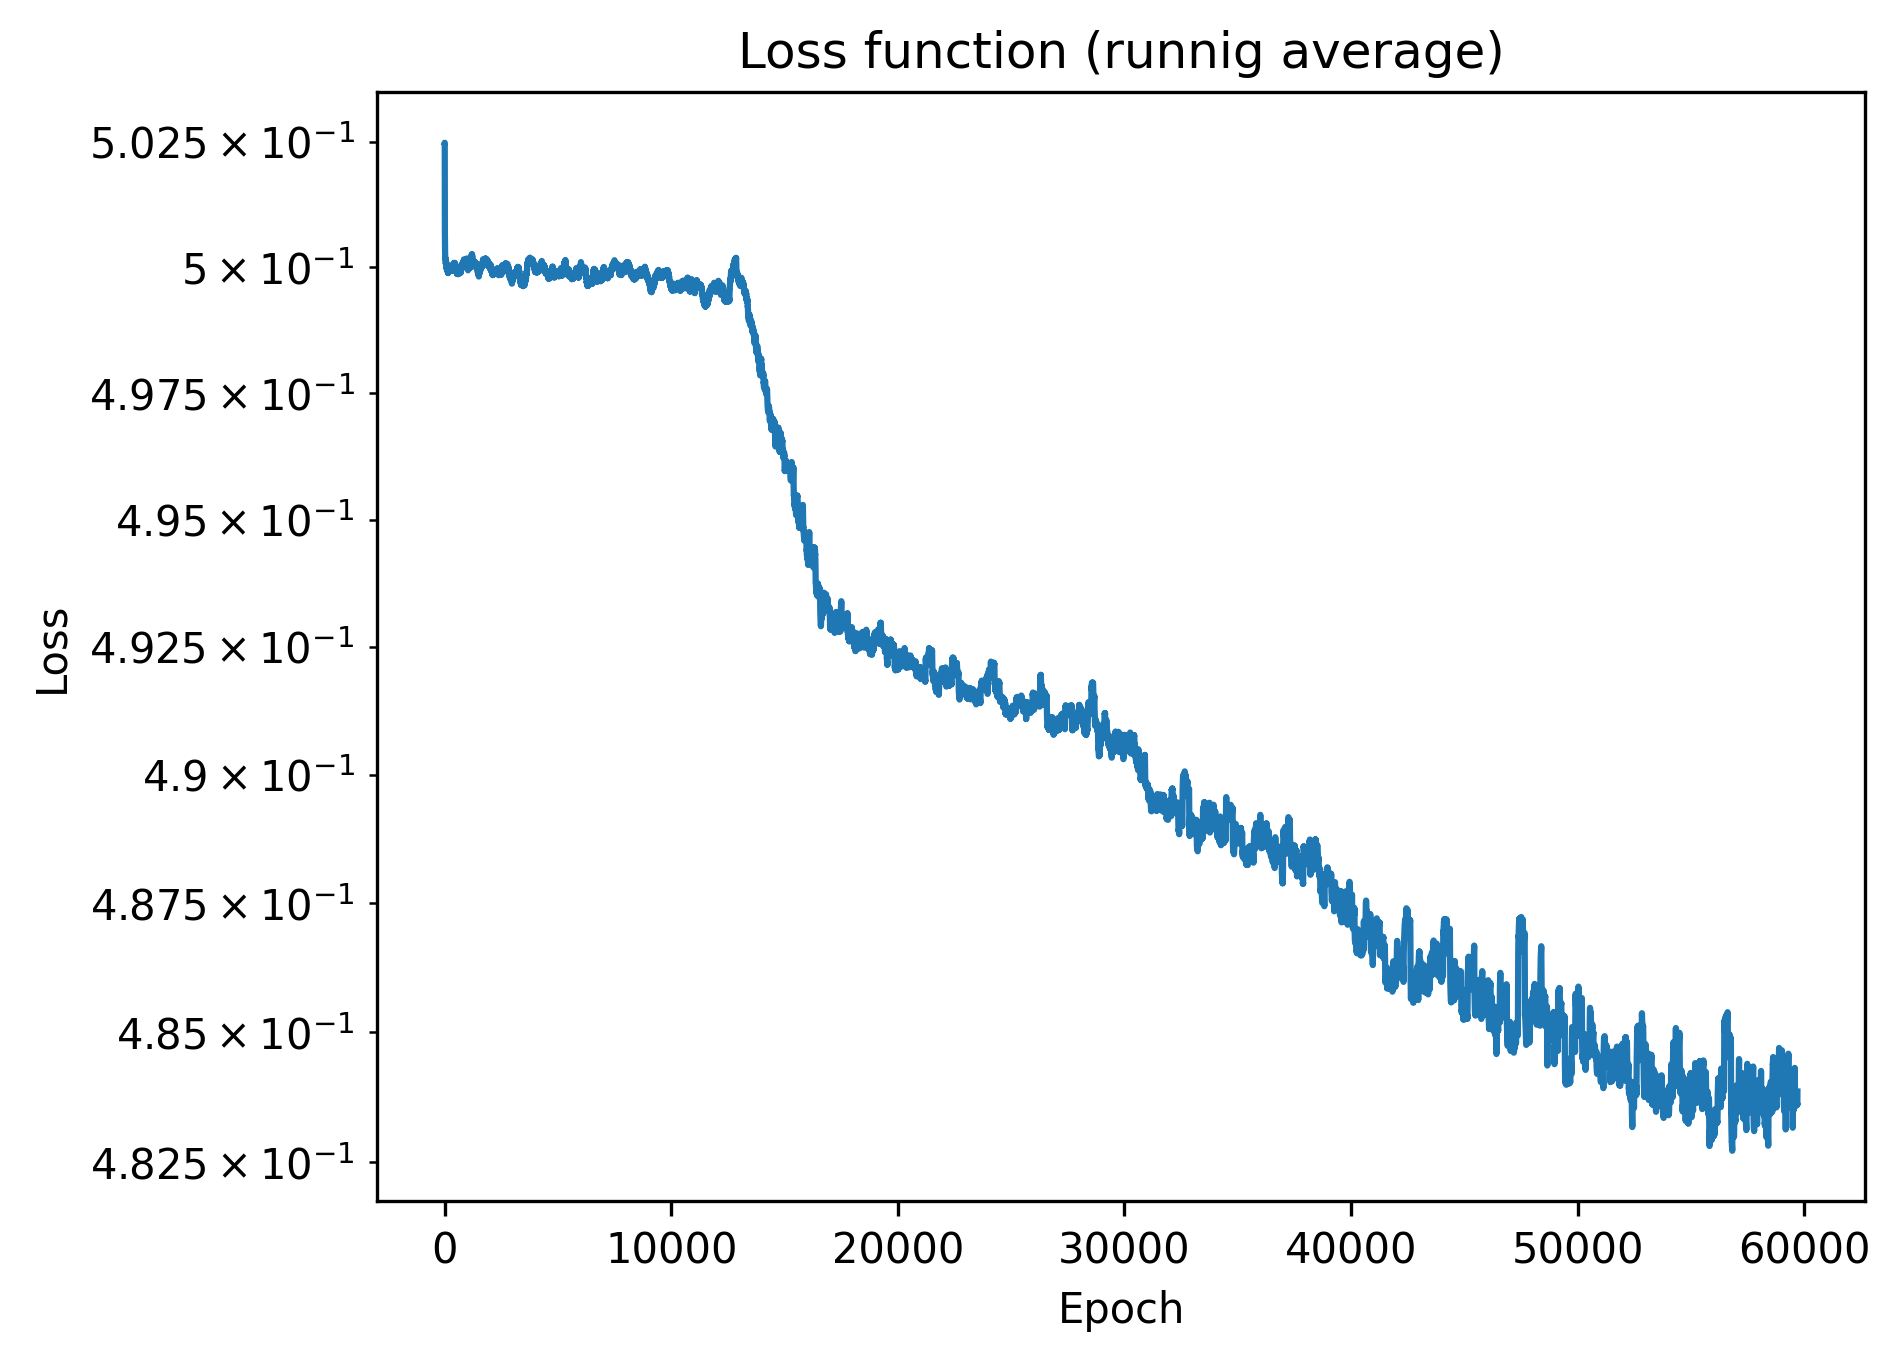 Loss function (runnig average)
5.025 × 10⁻¹
5 × 10⁻¹
4.975 × 10⁻¹
4.95 × 10⁻¹
4.925 × 10⁻¹
4.9 × 10⁻¹
4.875 × 10⁻¹
4.85 × 10⁻¹
4.825 × 10⁻¹
Loss
0 10000 20000 30000 40000 50000 60000
Epoch